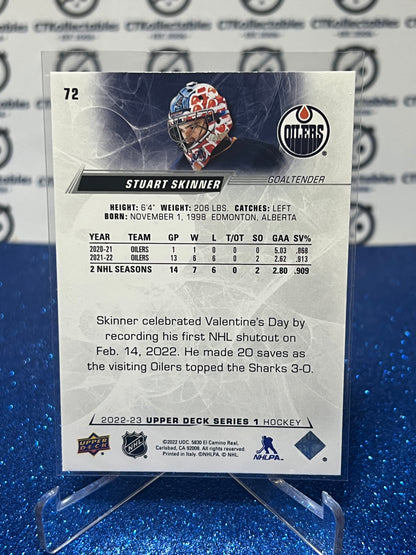 72
OILERS
STUART SKINNER
GOALTENDER
HEIGHT: 6'4" WEIGHT: 206 LBS. CATCHES: LEFT
BORN: NOVEMBER 1, 1998 EDMONTON, ALBERTA
YEAR TEAM GP W L T/OT SO GAA SV%
2020-21 OILERS 1 1 0 0 0 5.03 .868
2021-22 OILERS 13 6 6 0 2 2.62 .913
2 NHL SEASONS 14 7 6 0 2 2.80 .909
Skinner celebrated Valentine's Day by
recording his first NHL shutout on
Feb. 14, 2022. He made 20 saves as
the visiting Oilers topped the Sharks 3-0.
2022-23 UPPER DECK SERIES 1 HOCKEY
UPPER DECK
NHL
©2022 UDC. 5830 El Camino Real,
Carlsbad, CA 92008. All rights reserved.
Printed in Italy. ©NHLPA. © NHL.
NHLPA